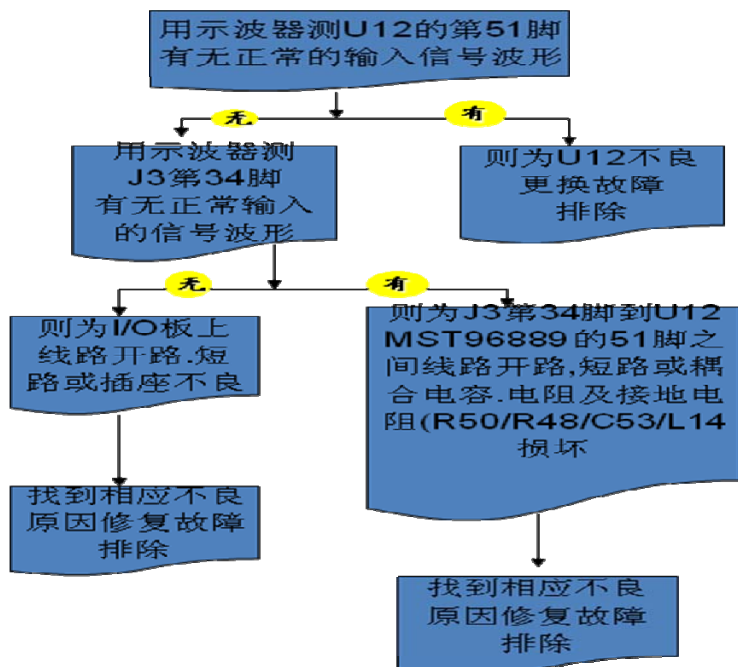 用示波器测U12的第51脚
有无正常的输入信号波形
无
有
用示波器测
J3第34脚
有无正常输入
的信号波形
则为U12不良
更换故障
排除
无
有
则为I/O板上
线路开路.短
路或插座不良
则为J3第34脚到U12
MST96889的51脚之
间线路开路,短路或耦
合电容.电阻及接地电
阻(R50/R48/C53/L14
损坏
找到相应不良
原因修复故障
排除
找到相应不良
原因修复故障
排除